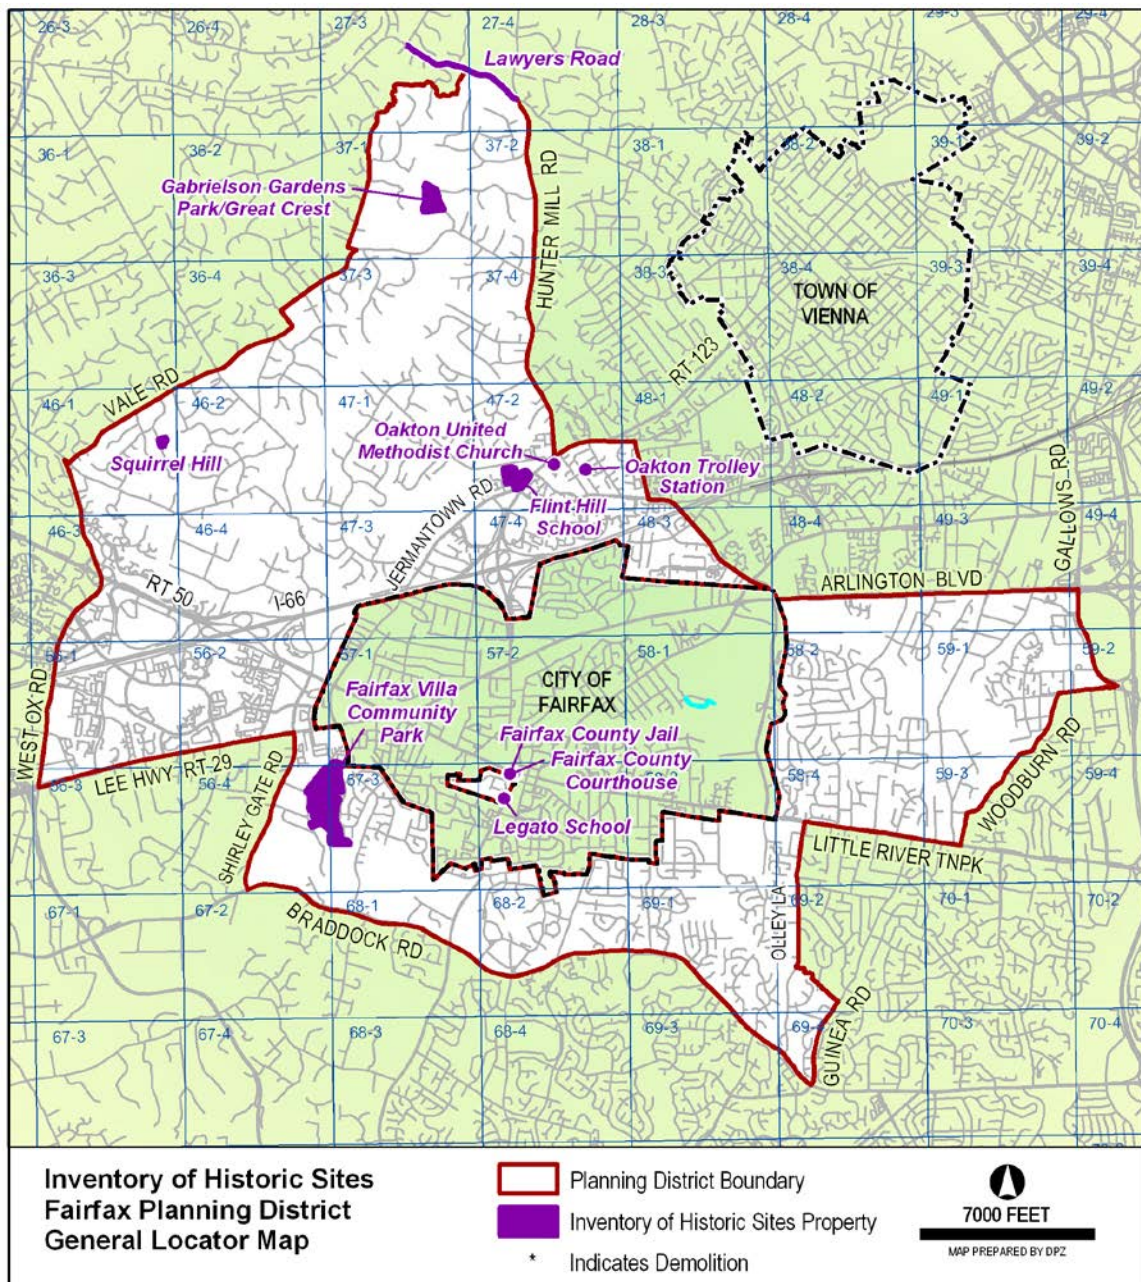 26-3
27-3
27-4
28-3
28-4
29-3
29-4
Lawyers Road
36-1
36-2
37-1
37-2
38-1
38-2
39-1
39-2
Gabrielson Gardens
Park/Great Crest
HUNTER MILL RD
36-3
36-4
37-3
37-4
38-3
38-4
39-3
39-4
TOWN OF
VIENNA
RT 123
VALE RD
46-1
46-2
47-1
47-2
48-1
48-2
49-1
49-2
Oakton United
Methodist Church
Squirrel Hill
Oakton Trolley
Station
Flint Hill
School
JERMANTOWN RD
GALLOWS RD
46-3
46-4
47-3
47-4
48-3
48-4
49-3
49-4
RT 50
I-66
ARLINGTON BLVD
56-2
57-1
57-2
58-1
58-2
59-1
59-2
WEST OX RD
CITY OF
FAIRFAX
Fairfax Villa
Community
Park
Fairfax County Jail
Fairfax County
Courthouse
Legato School
LEE HWY RT 29
SHIRLEY GATE RD
WOODBURN RD
56-3
56-4
57-3
58-4
59-3
59-4
LITTLE RIVER TNPK
67-1
67-2
68-1
68-2
69-1
69-2
70-1
70-2
BRADDOCK RD
OLLEY LA
GUINEA RD
67-3
67-4
68-3
68-4
69-3
70-3
70-4
Inventory of Historic Sites
Fairfax Planning District
General Locator Map
Planning District Boundary
Inventory of Historic Sites Property
* Indicates Demolition
7000 FEET
MAP PREPARED BY DPZ